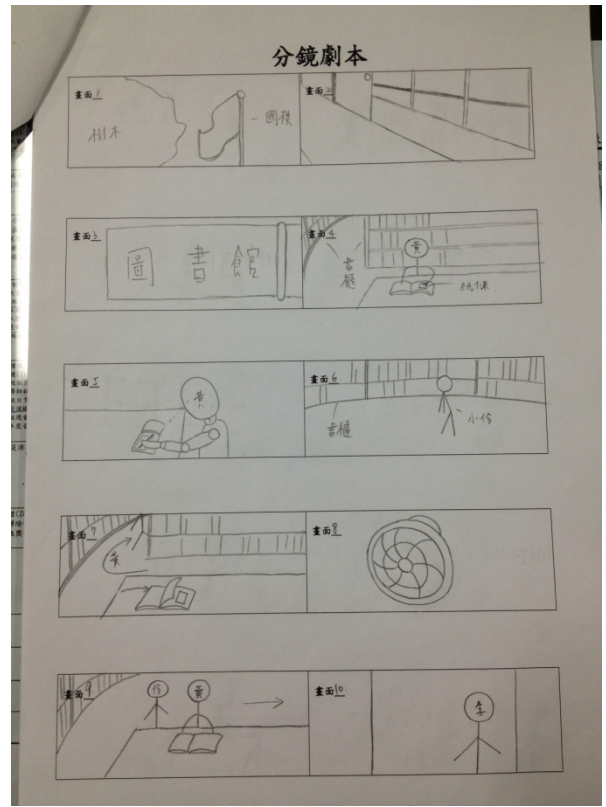 分鏡劇本
畫面1
樹木
國旗
畫面2
畫面3
圖書館
畫面4
書櫃
黃
畫面5
黃
畫面6
書櫃
小伶
畫面7
黃
畫面8
畫面9
伶
黃
畫面10
李